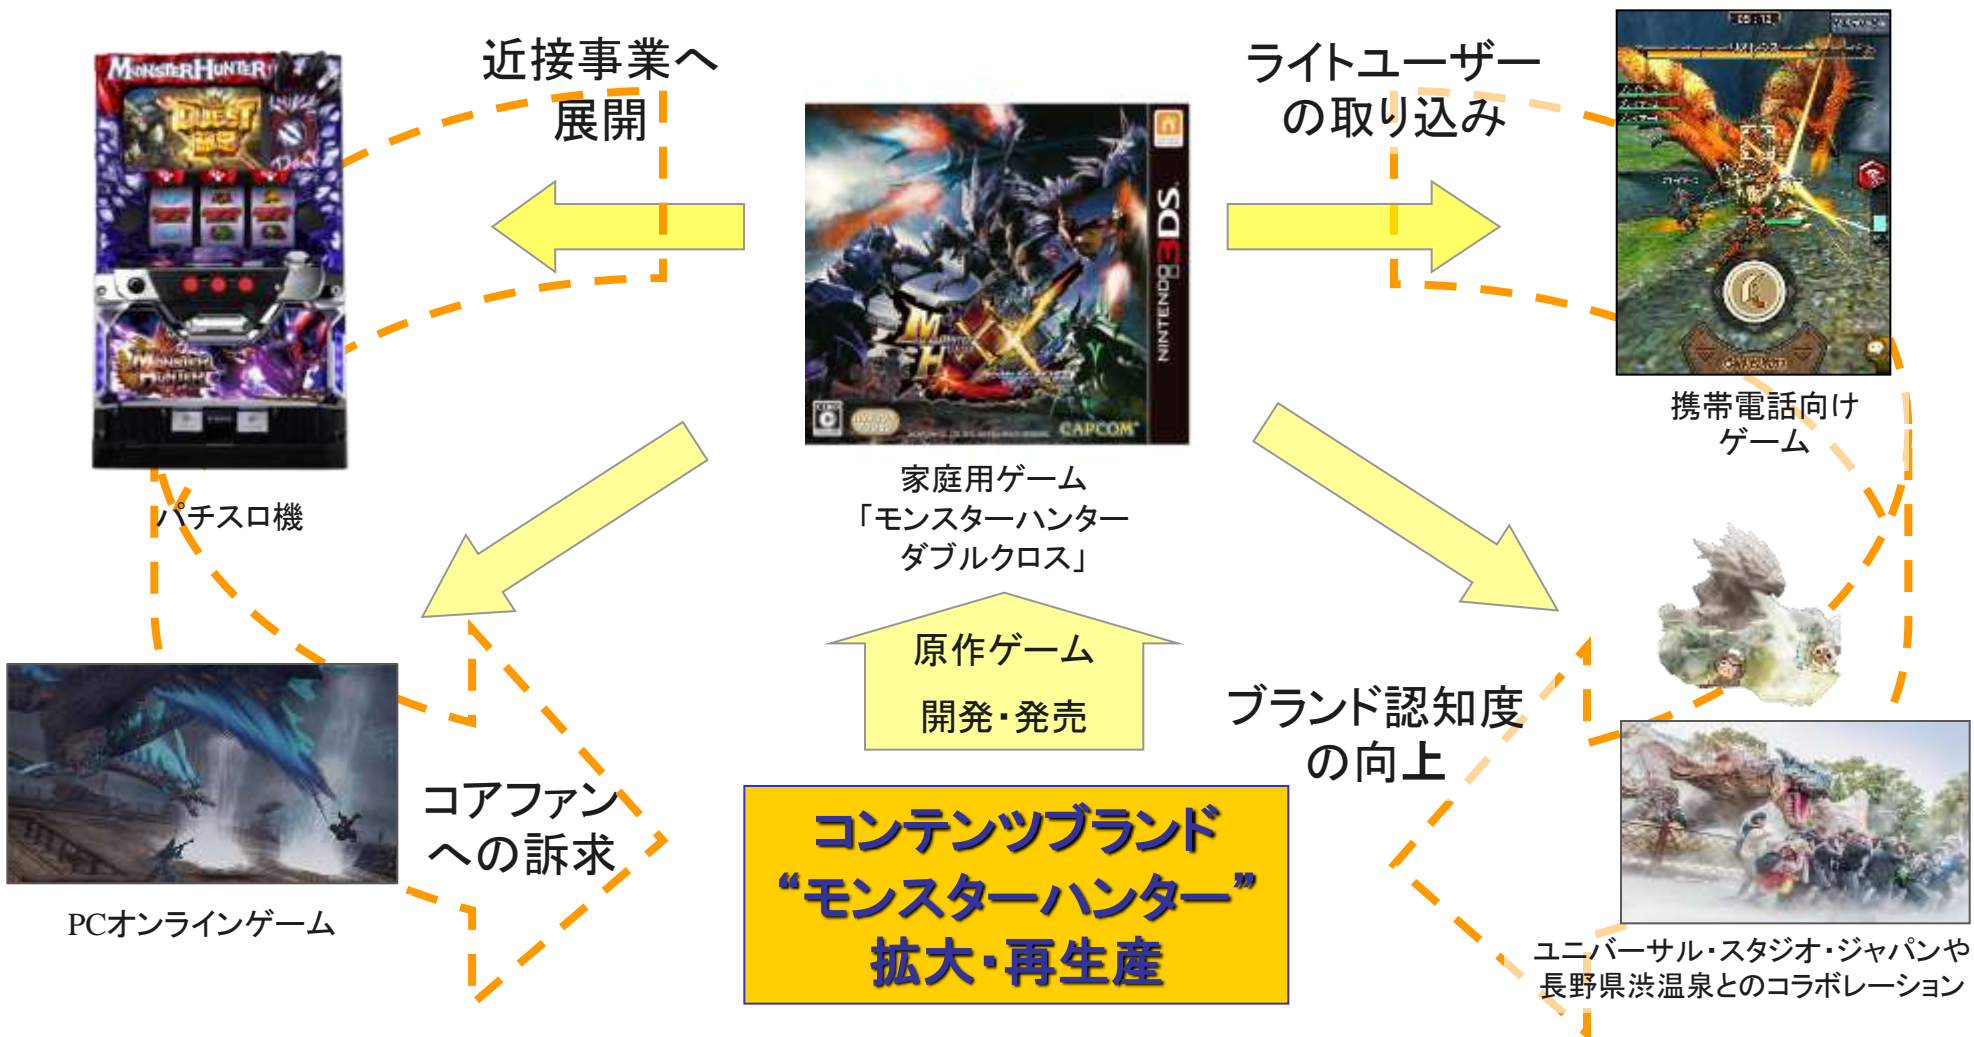 近接事業へ
展開
ライトユーザー
の取り込み
MONSTER HUNTER
QUEST
NINTENDO 3DS
CAPCOM
MONSTER
HUNTER
パチスロ機
家庭用ゲーム
「モンスターハンター
ダブルクロス」
携帯電話向け
ゲーム
原作ゲーム
開発・発売
コアファン
への訴求
ブランド認知度
の向上
PCオンラインゲーム
コンテンツブランド
“モンスターハンター”
拡大・再生産
ユニバーサル・スタジオ・ジャパンや
長野県渋温泉とのコラボレーション